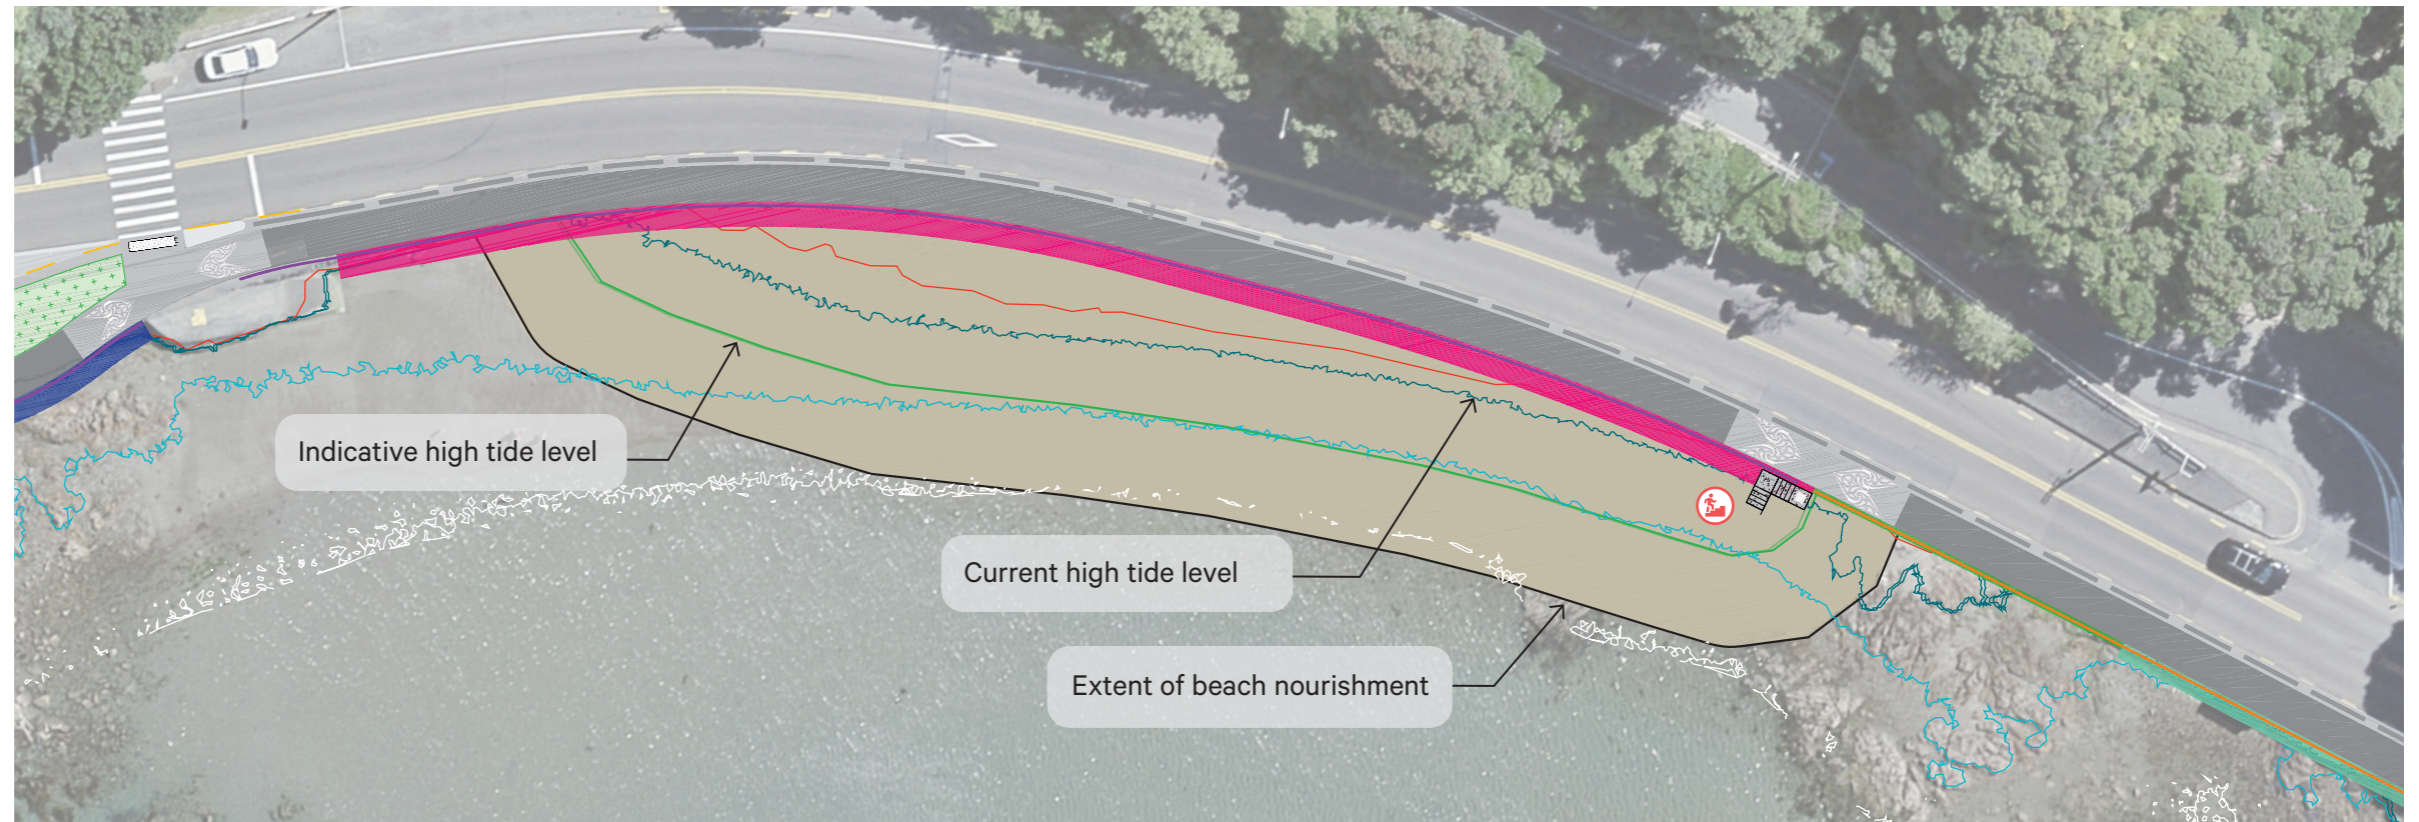 Indicative high tide level
Current high tide level
Extent of beach nourishment